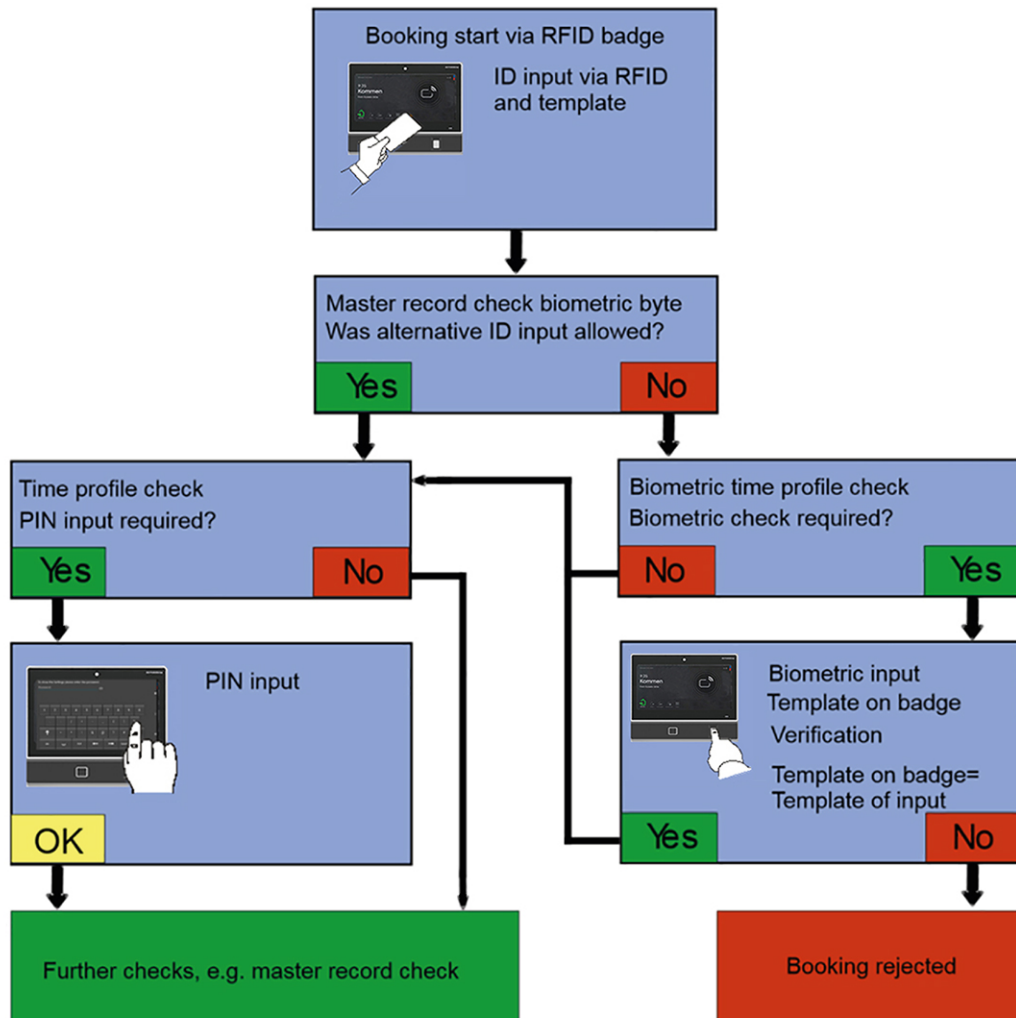 Booking start via RFID badge
ID input via RFID
and template
Kommen
Master record check biometric byte
Was alternative ID input allowed?
Yes
No
Time profile check
PIN input required?
Yes
No
Biometric time profile check
Biometric check required?
No
Yes
PIN input
OK
Kommen
Biometric input
Template on badge
Verification
Template on badge=
Template of input
Yes
No
Further checks, e.g. master record check
Booking rejected